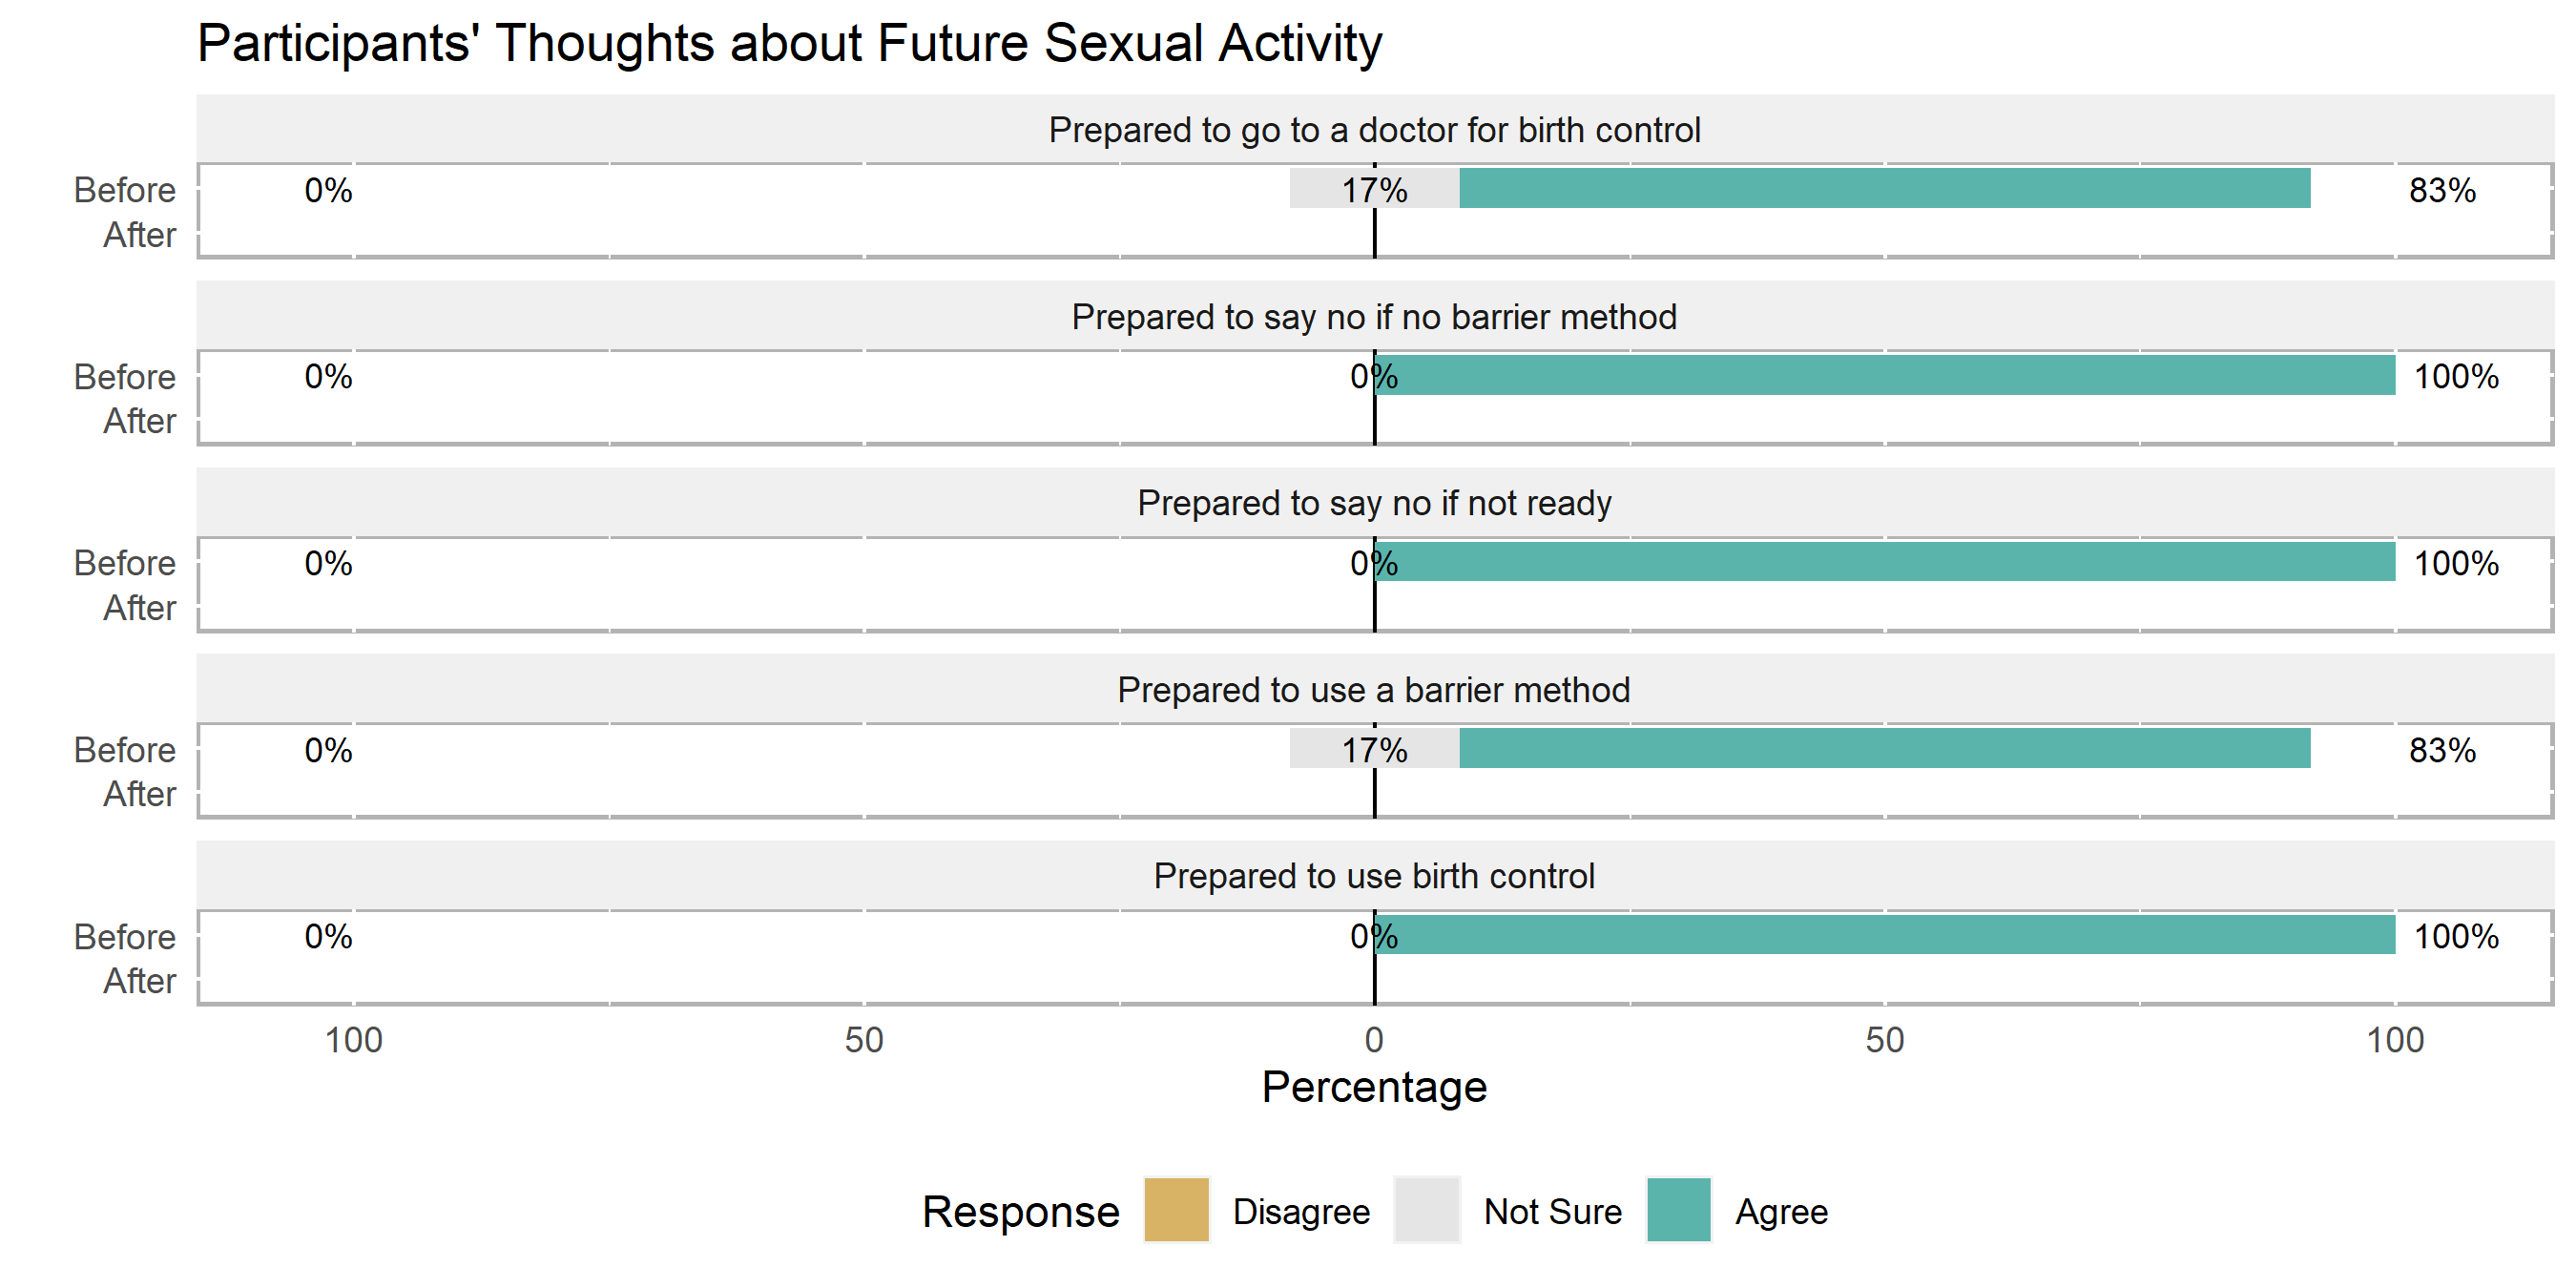 Participants' Thoughts about Future Sexual Activity
Prepared to go to a doctor for birth control
Before 0% 17% 83%
After
Prepared to say no if no barrier method
Before 0% 0% 100%
After
Prepared to say no if not ready
Before 0% 0% 100%
After
Prepared to use a barrier method
Before 0% 17% 83%
After
Prepared to use birth control
Before 0% 0% 100%
After
100 50 0 50 100
Percentage
Response Disagree Not Sure Agree